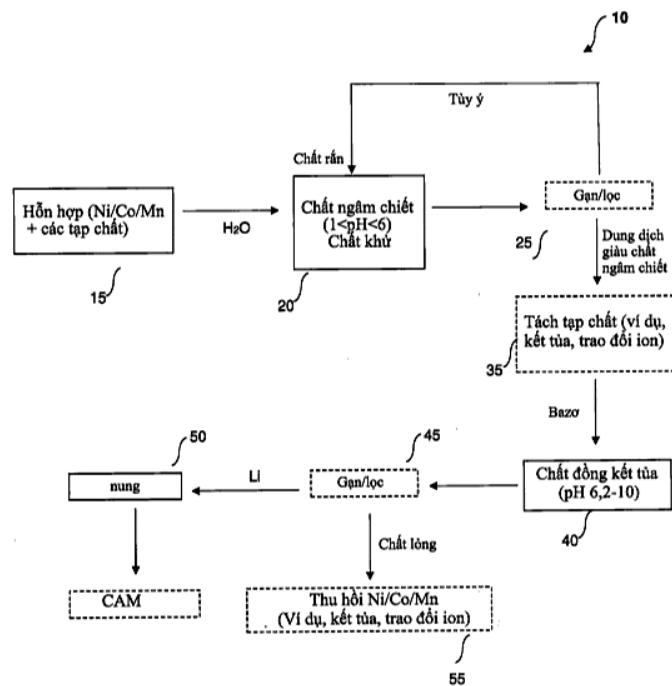 10
Tùy ý
Chất rắn
Hỗn hợp (Ni/Co/Mn
+ các tạp chất)
H₂O
Chất ngâm chiết
(1<pH<6)
Chất khử
Gạn/lọc
15
20
25
Dung dịch
giàu chất
ngâm chiết
Tách tạp chất (ví dụ,
kết tủa, trao đổi ion)
35
Bazơ
50
45
nung
Li
Gạn/lọc
Chất đồng kết tủa
(pH 6,2-10)
40
Chất lỏng
CAM
Thu hồi Ni/Co/Mn
(Ví dụ, kết tủa, trao đổi ion)
55